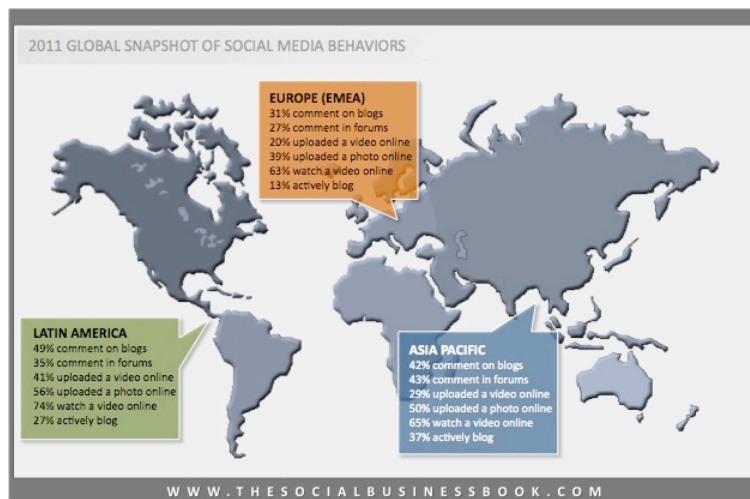 2011 GLOBAL SNAPSHOT OF SOCIAL MEDIA BEHAVIORS
EUROPE (EMEA)
31% comment on blogs
27% comment in forums
20% uploaded a video online
39% uploaded a photo online
63% watch a video online
13% actively blog
LATIN AMERICA
49% comment on blogs
35% comment in forums
41% uploaded a video online
56% uploaded a photo online
74% watch a video online
27% actively blog
ASIA PACIFIC
42% comment on blogs
43% comment in forums
29% uploaded a video online
50% uploaded a photo online
65% watch a video online
37% actively blog
WWW.THESOCIALBUSINESSBOOK.COM